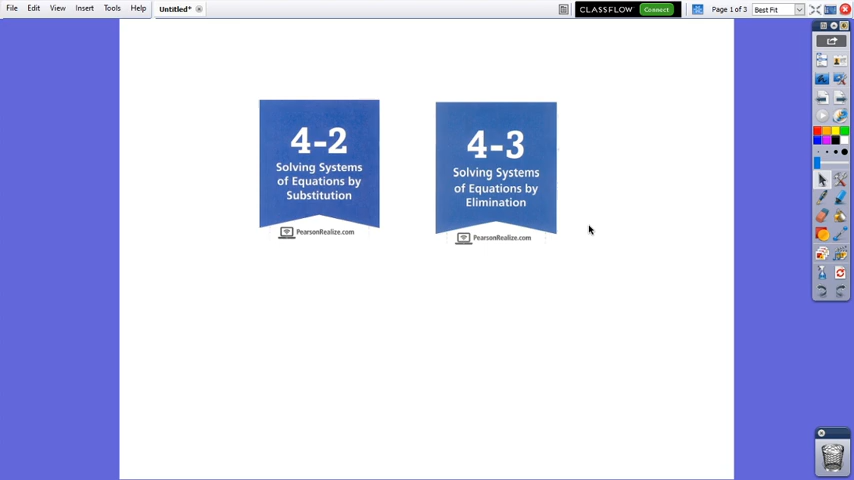 File Edit View Insert Tools Help Untitled* CLASSFLOW Connect Page 1 of 3 Best Fit
4-2
Solving Systems
of Equations by
Substitution
PearsonRealize.com
4-3
Solving Systems
of Equations by
Elimination
PearsonRealize.com